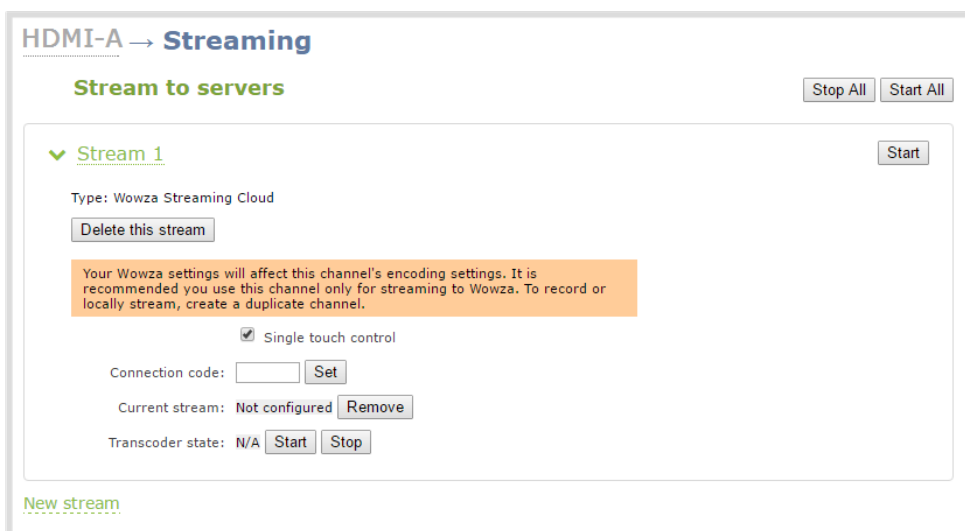 HDMI-A → Streaming
Stream to servers
Stop All
Start All
Stream 1
Start
Type: Wowza Streaming Cloud
Delete this stream
Your Wowza settings will affect this channel's encoding settings. It is
recommended you use this channel only for streaming to Wowza. To record or
locally stream, create a duplicate channel.
Single touch control
Connection code: Set
Current stream: Not configured Remove
Transcoder state: N/A Start Stop
New stream